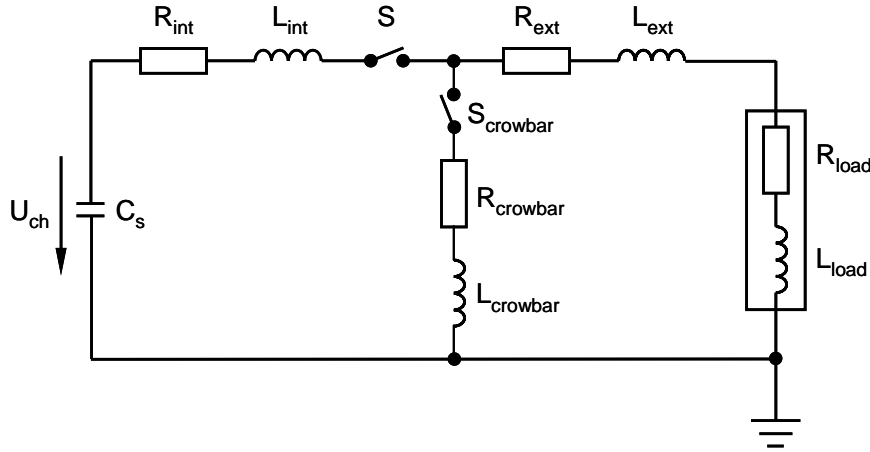 R_int L_int S R_ext L_ext
S_crowbar
R_load
U_ch C_s R_crowbar
L_load
L_crowbar